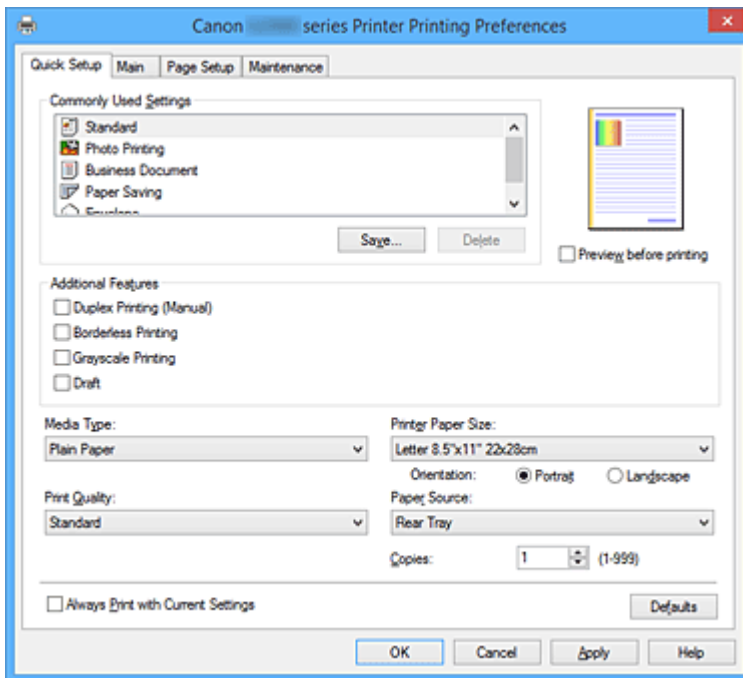 Canon series Printer Printing Preferences
Quick Setup Main Page Setup Maintenance
Commonly Used Settings
Standard
Photo Printing
Business Document
Paper Saving
Envelope
Save... Delete
Preview before printing
Additional Features
Duplex Printing (Manual)
Borderless Printing
Grayscale Printing
Draft
Media Type: Printer Paper Size:
Plain Paper Letter 8.5"x11" 22x28cm
Orientation: Portrait Landscape
Print Quality: Paper Source:
Standard Rear Tray
Copies: 1 (1-999)
Always Print with Current Settings Defaults
OK Cancel Apply Help